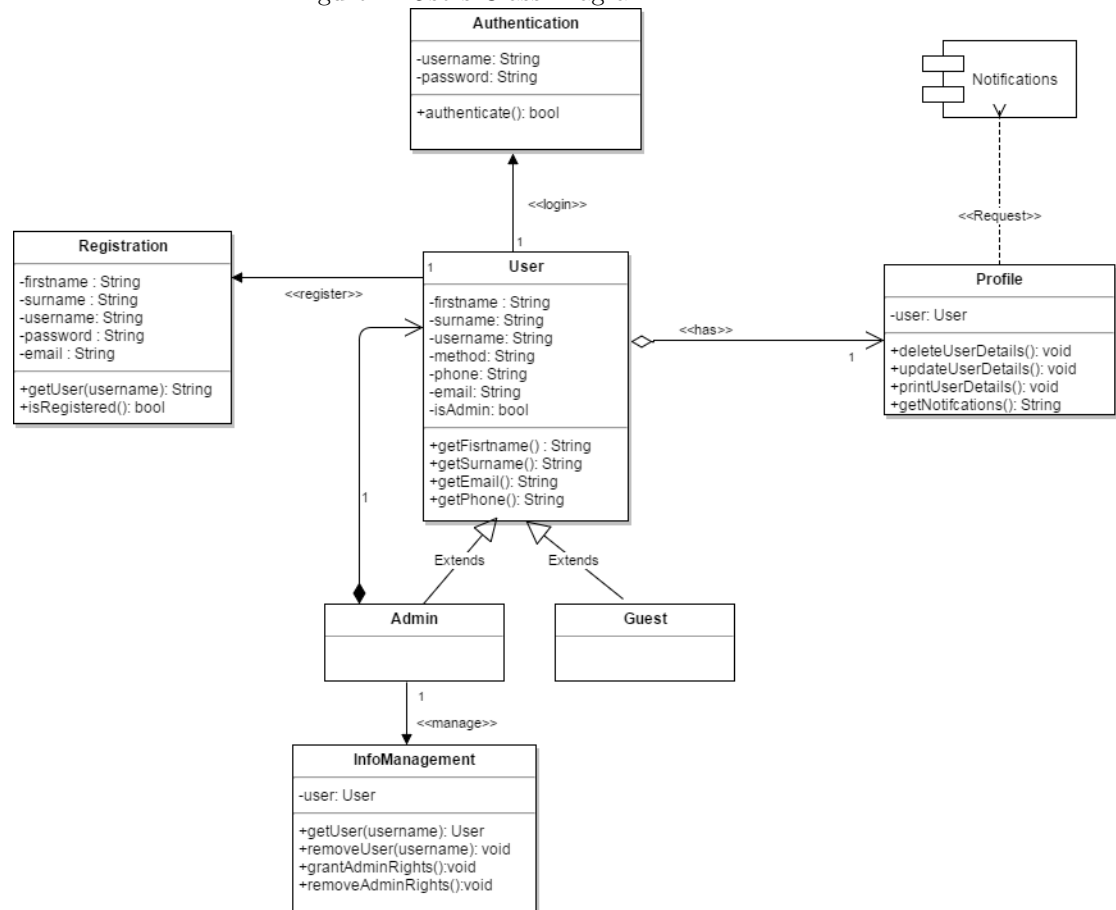 Authentication
-username: String
-password: String
+authenticate(): bool
Notifications
<<login>>
<<Request>>
1
Registration
-firstname : String
-surname : String
-username: String
-password : String
-email : String
+getUser(username): String
+isRegistered(): bool
<<register>>
1
User
-firstname : String
-surname: String
-username: String
-method: String
-phone: String
-email: String
-isAdmin: bool
+getFisrtname() : String
+getSurname(): String
+getEmail(): String
+getPhone(): String
<<has>>
1
Profile
-user: User
+deleteUserDetails(): void
+updateUserDetails(): void
+printUserDetails(): void
+getNotifcations(): String
1
Extends
Extends
Admin
Guest
1
<<manage>>
InfoManagement
-user: User
+getUser(username): User
+removeUser(username): void
+grantAdminRights():void
+removeAdminRights():void